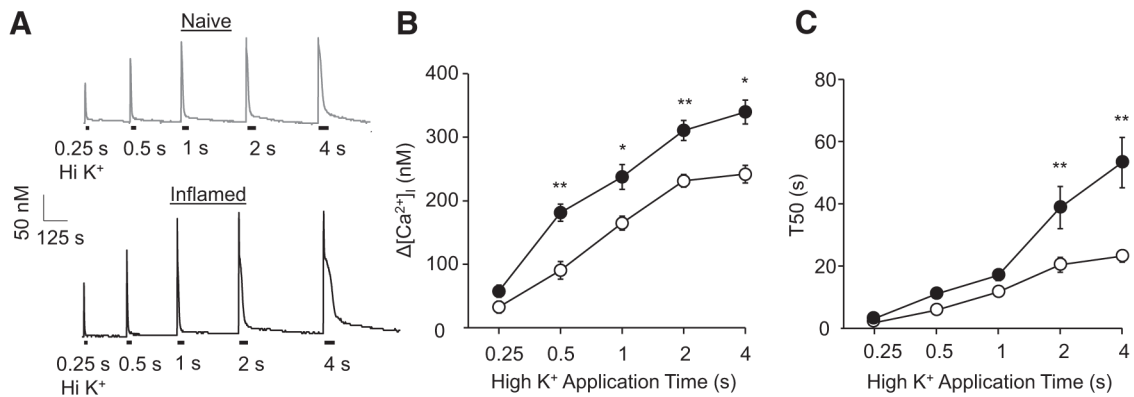 A
Naive
0.25 s
0.5 s
1 s
2 s
4 s
Hi K⁺
50 nM
125 s
Inflamed
0.25 s
0.5 s
1 s
2 s
4 s
Hi K⁺
B
Δ[Ca²⁺]ᵢ (nM)
400
300
200
100
0
**
*
**
*
0.25
0.5
1
2
4
High K⁺ Application Time (s)
C
T50 (s)
80
60
40
20
0
**
**
0.25
0.5
1
2
4
High K⁺ Application Time (s)